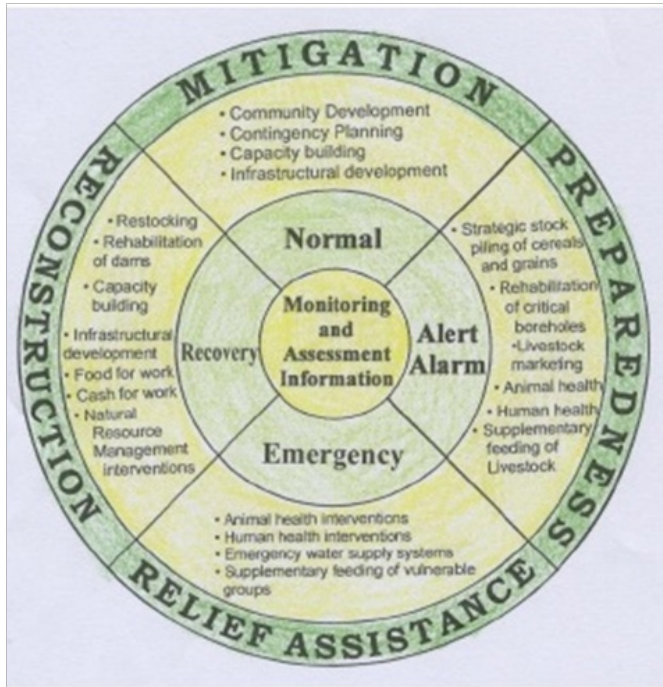 MITIGATION
• Community Development
• Contingency Planning
• Capacity building
• Infrastructural development
Normal
PREPAREDNESS
• Strategic stock
piling of cereals
and grains
• Rehabilitation
of critical
boreholes
•Livestock
marketing
• Animal health
• Human health
• Supplementary
feeding of
Livestock
Alert
Alarm
RELIEF ASSISTANCE
Emergency
• Animal health interventions
• Human health interventions
• Emergency water supply systems
• Supplementary feeding of vulnerable
groups
RECONSTRUCTION
• Restocking
• Rehabilitation
of dams
• Capacity
building
• Infrastructural
development
• Food for work
• Cash for work
• Natural
Resource
Management
interventions
Recovery
Monitoring
and
Assessment
Information